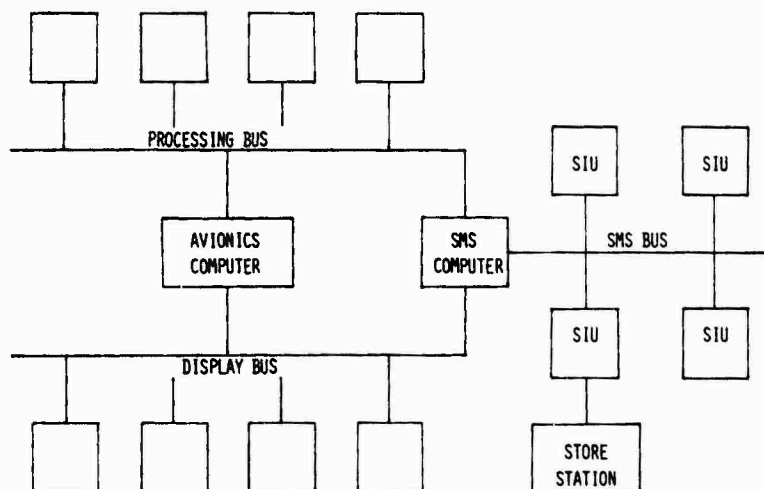 PROCESSING BUS
SIU
SIU
AVIONICS
COMPUTER
SMS
COMPUTER
SMS BUS
SIU
SIU
DISPLAY BUS
STORE
STATION